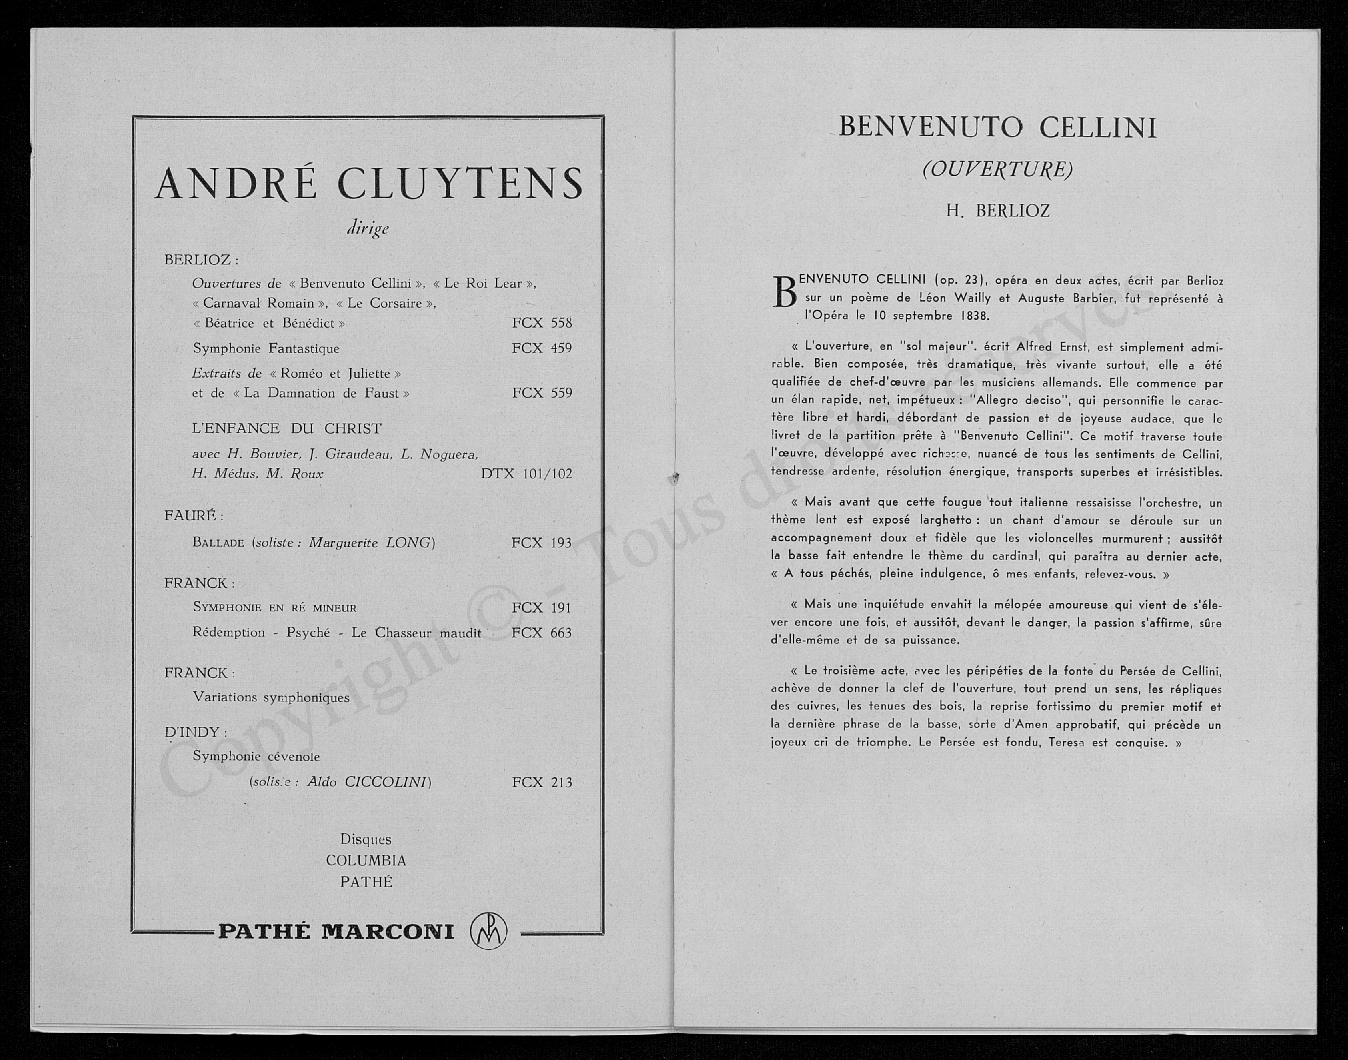 ANDRÉ CLUYTENS
dirige
BERLIOZ :
Ouvertures de « Benvenuto Cellini », « Le Roi Lear »,
« Carnaval Romain », « Le Corsaire »,
« Béatrice et Bénédict » FCX 558
Symphonie Fantastique FCX 459
Extraits de « Roméo et Juliette »
et de « La Damnation de Faust » FCX 559
L'ENFANCE DU CHRIST
avec H. Bouvier, J. Giraudeau, L. Noguera,
H. Médus, M. Roux DTX 101/102
FAURÉ :
BALLADE (soliste : Marguerite LONG) FCX 193
FRANCK :
SYMPHONIE EN RÉ MINEUR FCX 191
Rédemption - Psyché - Le Chasseur maudit FCX 663
FRANCK :
Variations symphoniques
D'INDY :
Symphonie cévenole
(soliste : Aldo CICCOLINI) FCX 213
Disques
COLUMBIA
PATHÉ
PATHÉ MARCONI PM
BENVENUTO CELLINI
(OUVERTURE)
H. BERLIOZ
BENVENUTO CELLINI (op. 23), opéra en deux actes, écrit par Berlioz
sur un poème de Léon Wailly et Auguste Barbier, fut représenté à
l'Opéra le 10 septembre 1838.
« L'ouverture, en "sol majeur". écrit Alfred Ernst, est simplement admi-
rable. Bien composée, très dramatique, très vivante surtout, elle a été
qualifiée de chef-d'œuvre par les musiciens allemands. Elle commence par
un élan rapide, net, impétueux : "Allegro deciso", qui personnifie le carac-
tère libre et hardi, débordant de passion et de joyeuse audace, que le
livret de la partition prête à "Benvenuto Cellini". Ce motif traverse toute
l'œuvre, développé avec richesse, nuancé de tous les sentiments de Cellini,
tendresse ardente, résolution énergique, transports superbes et irrésistibles.
« Mais avant que cette fougue tout italienne ressaisisse l'orchestre, un
thème lent est exposé larghetto : un chant d'amour se déroule sur un
accompagnement doux et fidèle que les violoncelles murmurent ; aussitôt
la basse fait entendre le thème du cardinal, qui paraîtra au dernier acte,
« A tous péchés, pleine indulgence, ô mes enfants, relevez-vous. »
« Mais une inquiétude envahit la mélopée amoureuse qui vient de s'éle-
ver encore une fois, et aussitôt, devant le danger, la passion s'affirme, sûre
d'elle-même et de sa puissance.
« Le troisième acte, avec les péripéties de la fonte du Persée de Cellini,
achève de donner la clef de l'ouverture, tout prend un sens, les répliques
des cuivres, les tenues des bois, la reprise fortissimo du premier motif et
la dernière phrase de la basse, sorte d'Amen approbatif, qui précède un
joyeux cri de triomphe. Le Persée est fondu, Teresa est conquise. »
Copyright © - Tous droits réservés